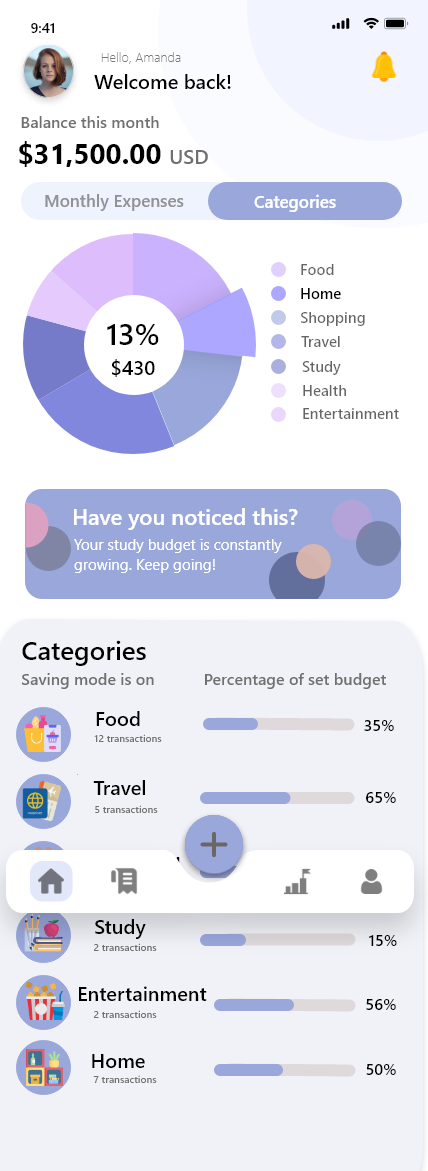 9:41
Hello, Amanda
Welcome back!
Balance this month
$31,500.00 USD
Monthly Expenses
Categories
13%
$430
Food
Home
Shopping
Travel
Study
Health
Entertainment
Have you noticed this?
Your study budget is constantly
growing. Keep going!
Categories
Saving mode is on
Percentage of set budget
Food
12 transactions
35%
Travel
5 transactions
65%
Study
2 transactions
15%
Entertainment
2 transactions
56%
Home
7 transactions
50%